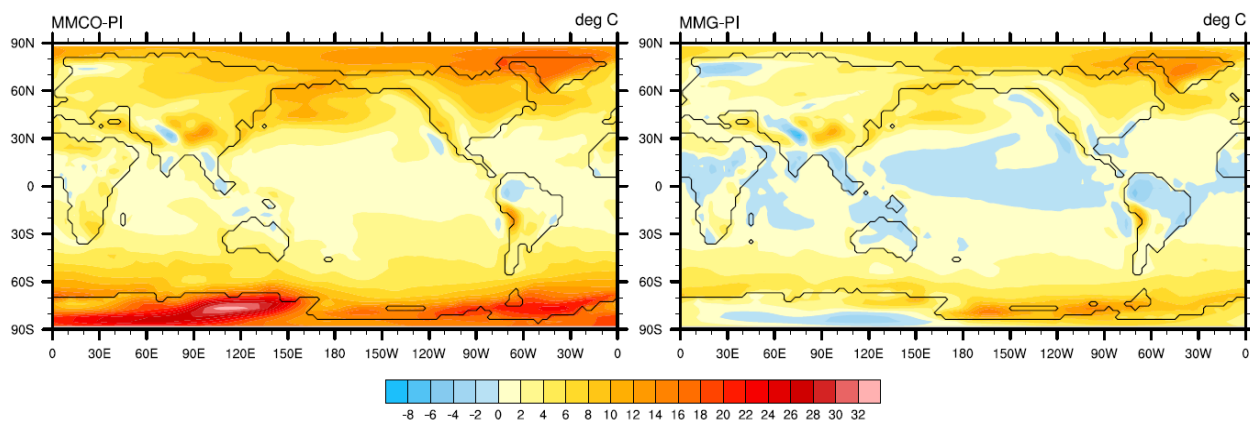 MMCO-PI deg C
MMG-PI deg C
90N
60N
30N
0
30S
60S
90S
0 30E 60E 90E 120E 150E 180 150W 120W 90W 60W 30W 0
90N
60N
30N
0
30S
60S
90S
0 30E 60E 90E 120E 150E 180 150W 120W 90W 60W 30W 0
-8 -6 -4 -2 0 2 4 6 8 10 12 14 16 18 20 22 24 26 28 30 32